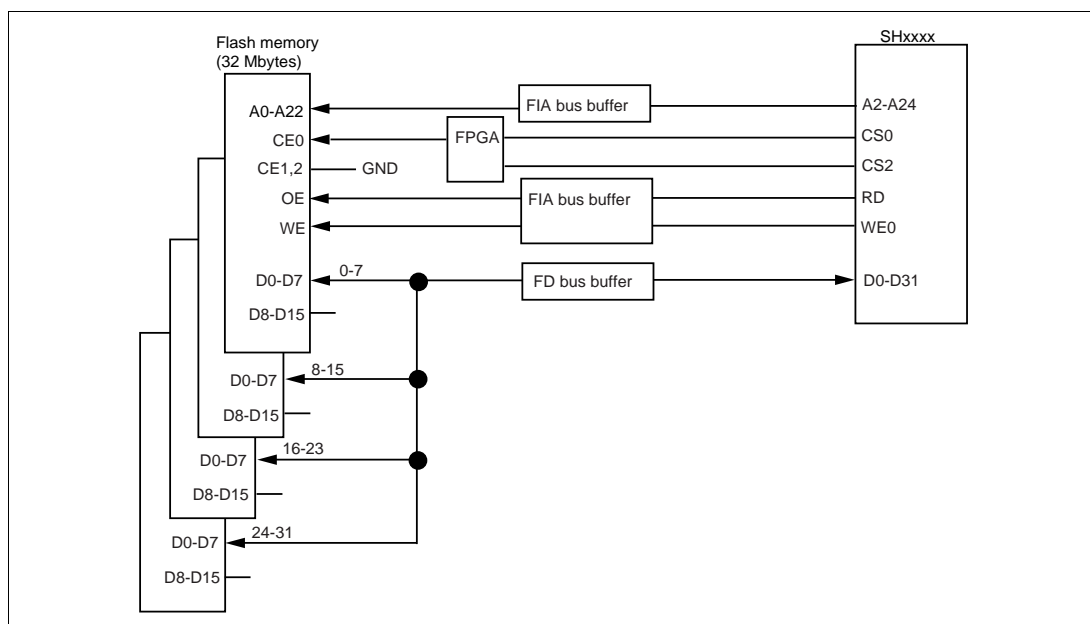 SHxxxx
Flash memory
(32 Mbytes)
A0-A22
FIA bus buffer
A2-A24
CE0
FPGA
CS0
CE1,2
GND
CS2
OE
FIA bus buffer
RD
WE
WE0
D0-D7
0-7
FD bus buffer
D0-D31
D8-D15
D0-D7
8-15
D8-D15
D0-D7
16-23
D8-D15
D0-D7
24-31
D8-D15